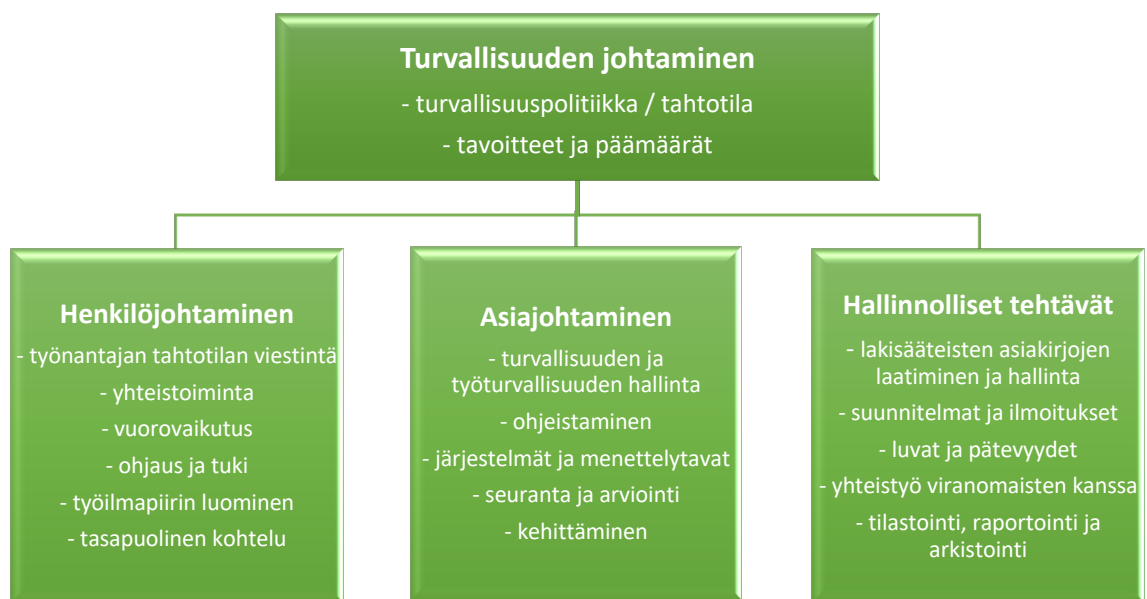 Turvallisuuden johtaminen
- turvallisuuspolitiikka / tahtotila
- tavoitteet ja päämäärät
Henkilöjohtaminen
- työnantajan tahtotilan viestintä
- yhteistoiminta
- vuorovaikutus
- ohjaus ja tuki
- työilmapiirin luominen
- tasapuolinen kohtelu
Asiajohtaminen
- turvallisuuden ja
työturvallisuuden hallinta
- ohjeistaminen
- järjestelmät ja menettelytavat
- seuranta ja arviointi
- kehittäminen
Hallinnolliset tehtävät
- lakisääteisten asiakirjojen
laatiminen ja hallinta
- suunnitelmat ja ilmoitukset
- luvat ja pätevyydet
- yhteistyö viranomaisten kanssa
- tilastointi, raportointi ja
arkistointi